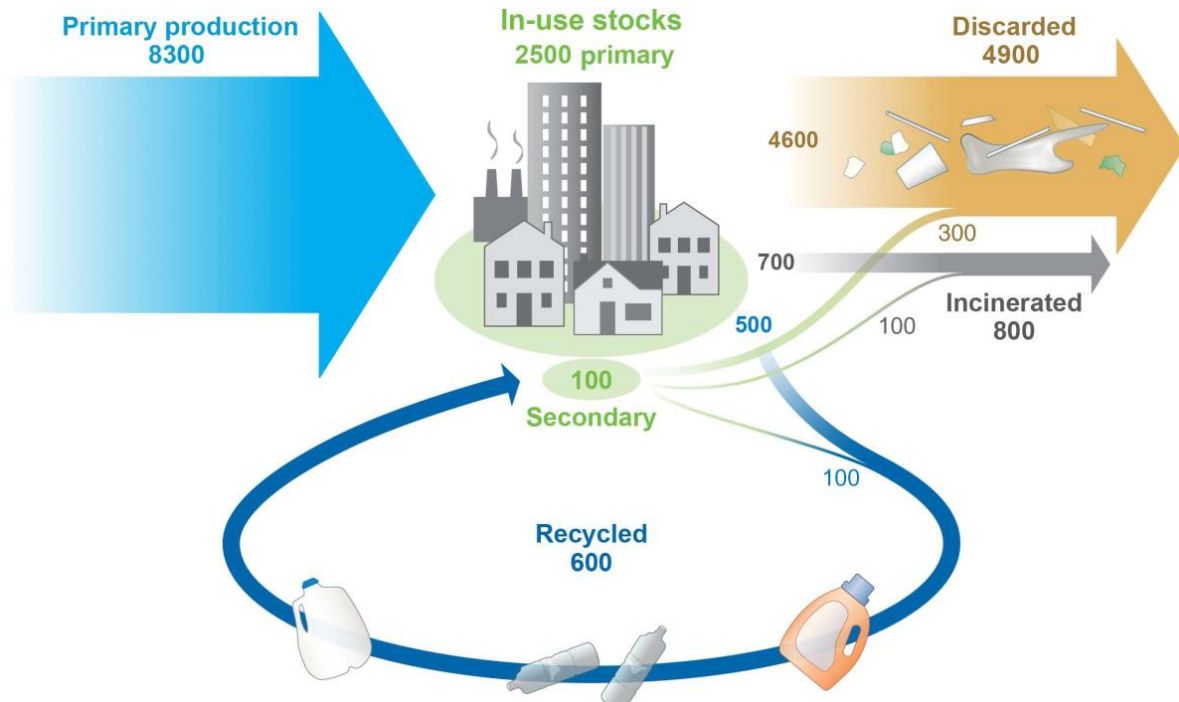 Primary production
8300
In-use stocks
2500 primary
Discarded
4900
4600
300
700
Incinerated
800
500
100
100
Secondary
100
Recycled
600